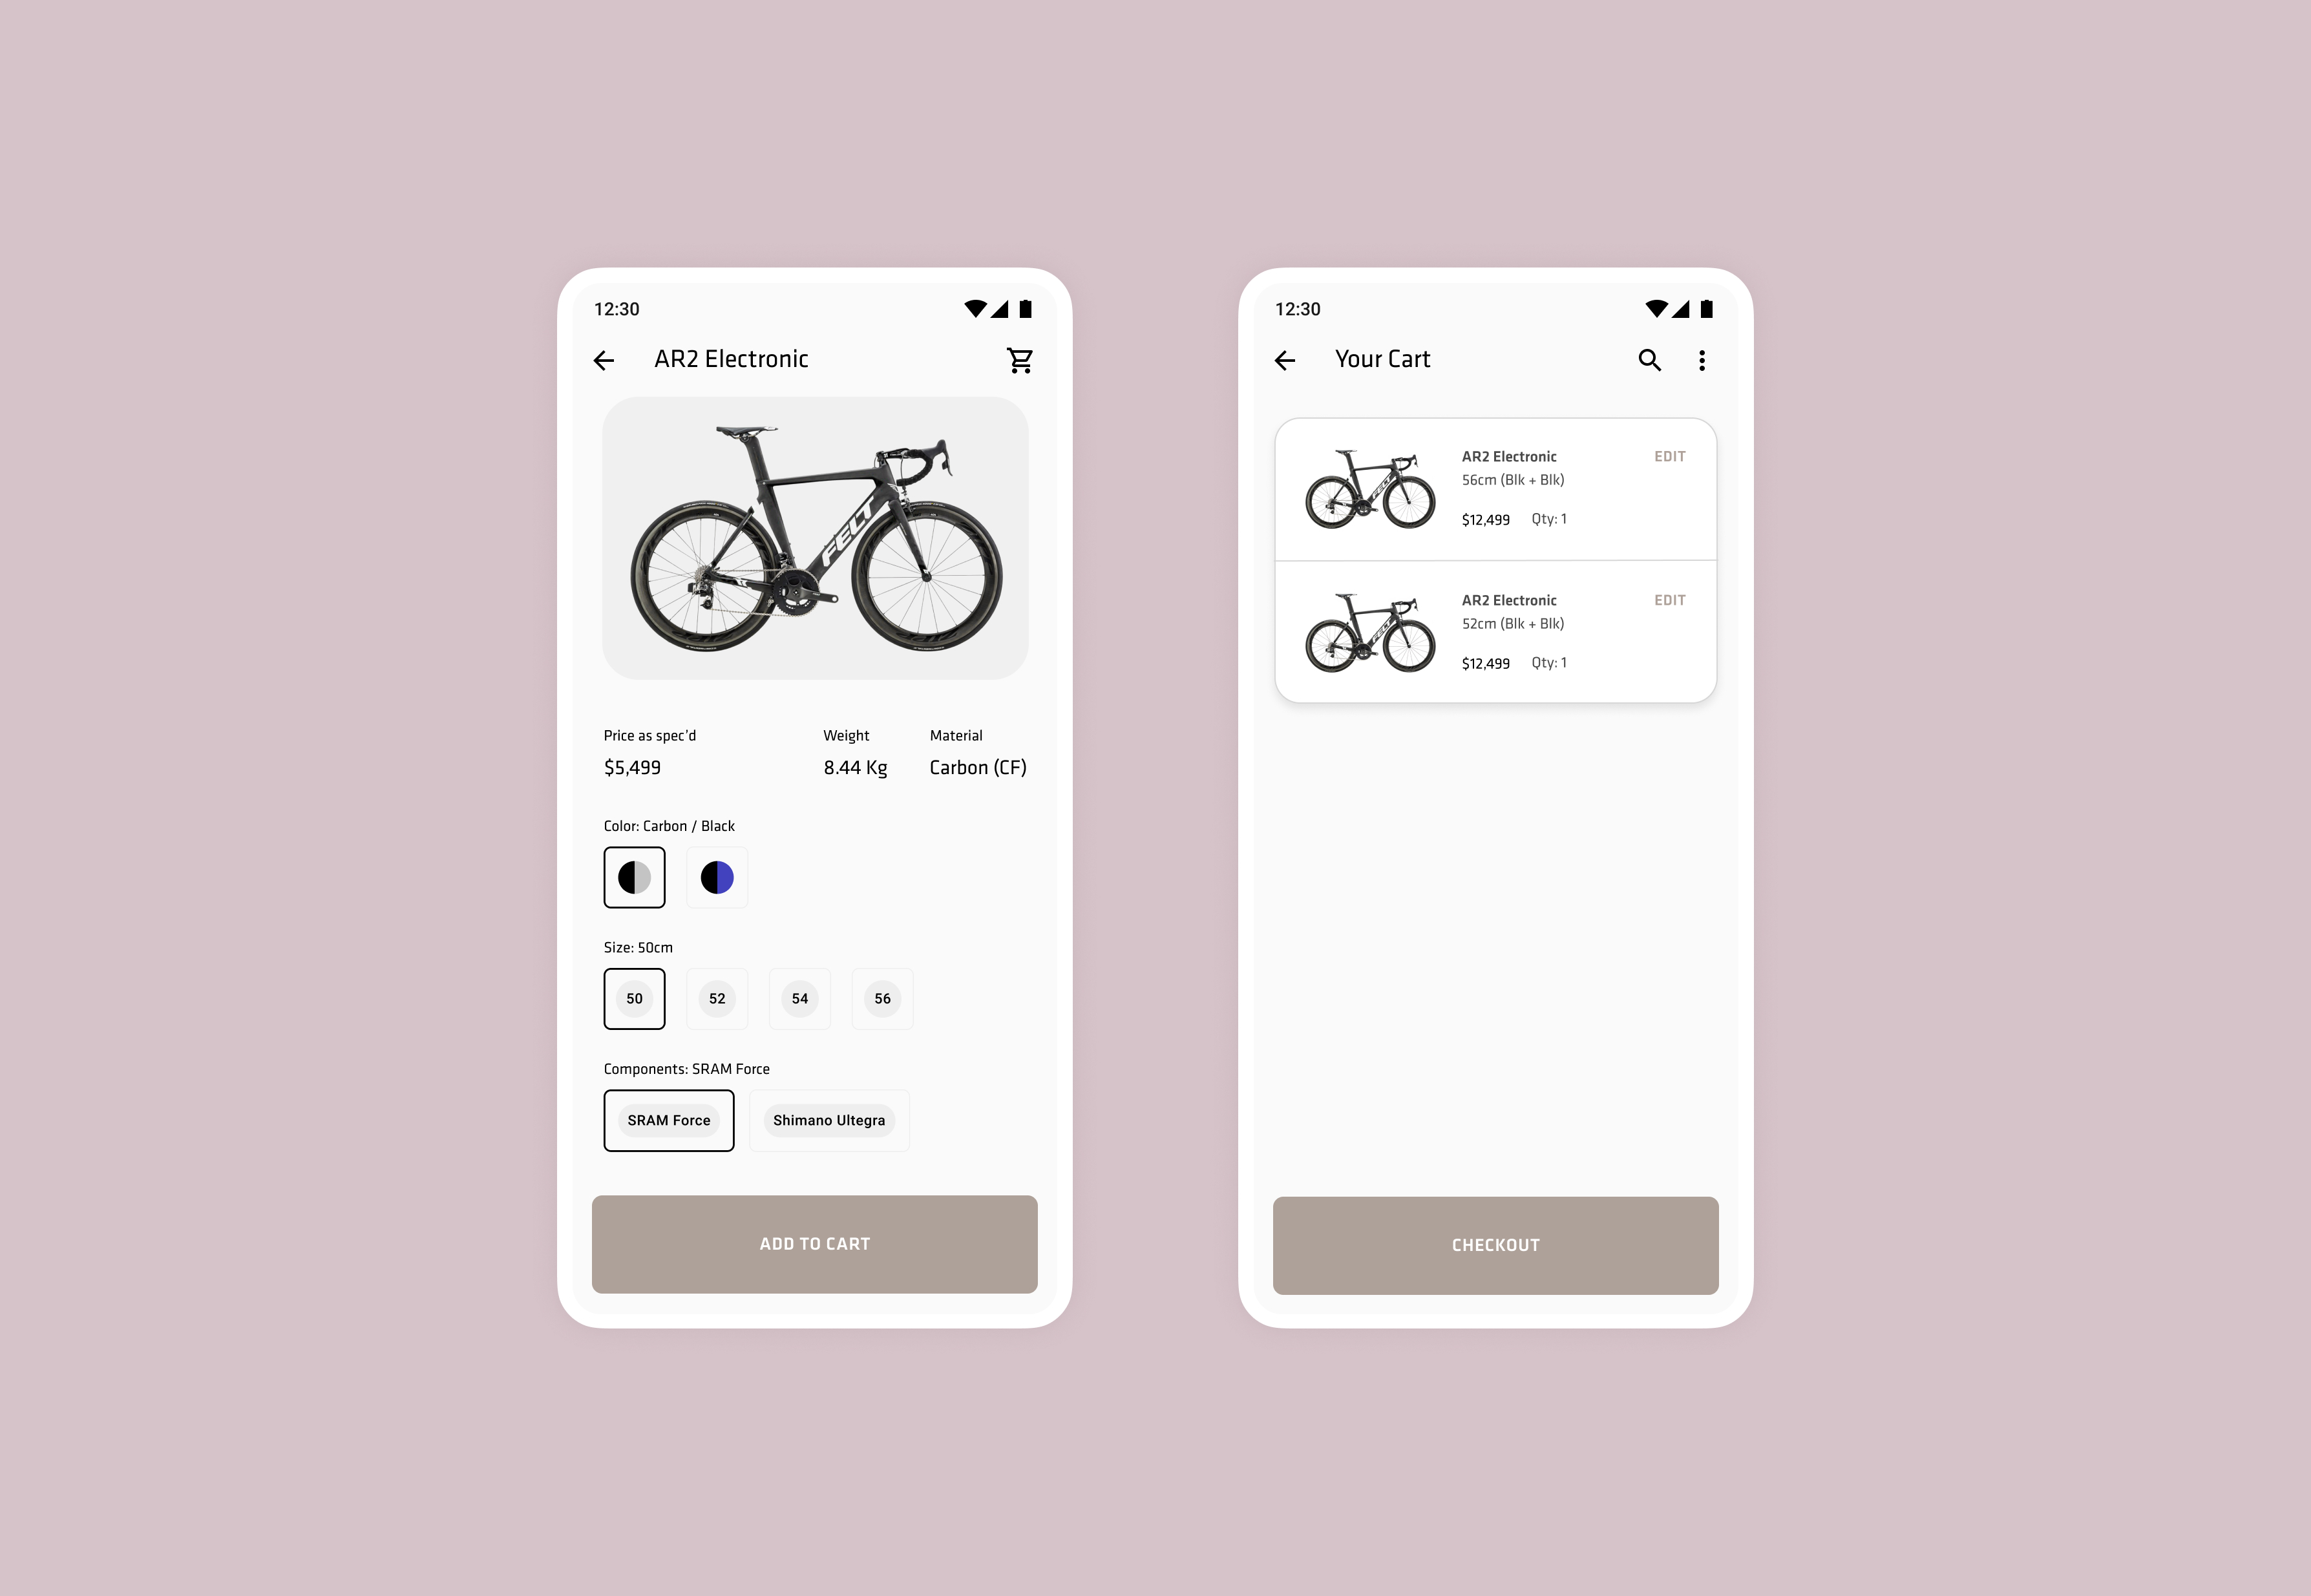 12:30
AR2 Electronic
FELT
Price as spec’d
Weight
Material
$5,499
8.44 Kg
Carbon (CF)
Color: Carbon / Black
Size: 50cm
50
52
54
56
Components: SRAM Force
SRAM Force
Shimano Ultegra
ADD TO CART
12:30
Your Cart
FELT
AR2 Electronic
EDIT
56cm (Blk + Blk)
$12,499
Qty: 1
FELT
AR2 Electronic
EDIT
52cm (Blk + Blk)
$12,499
Qty: 1
CHECKOUT